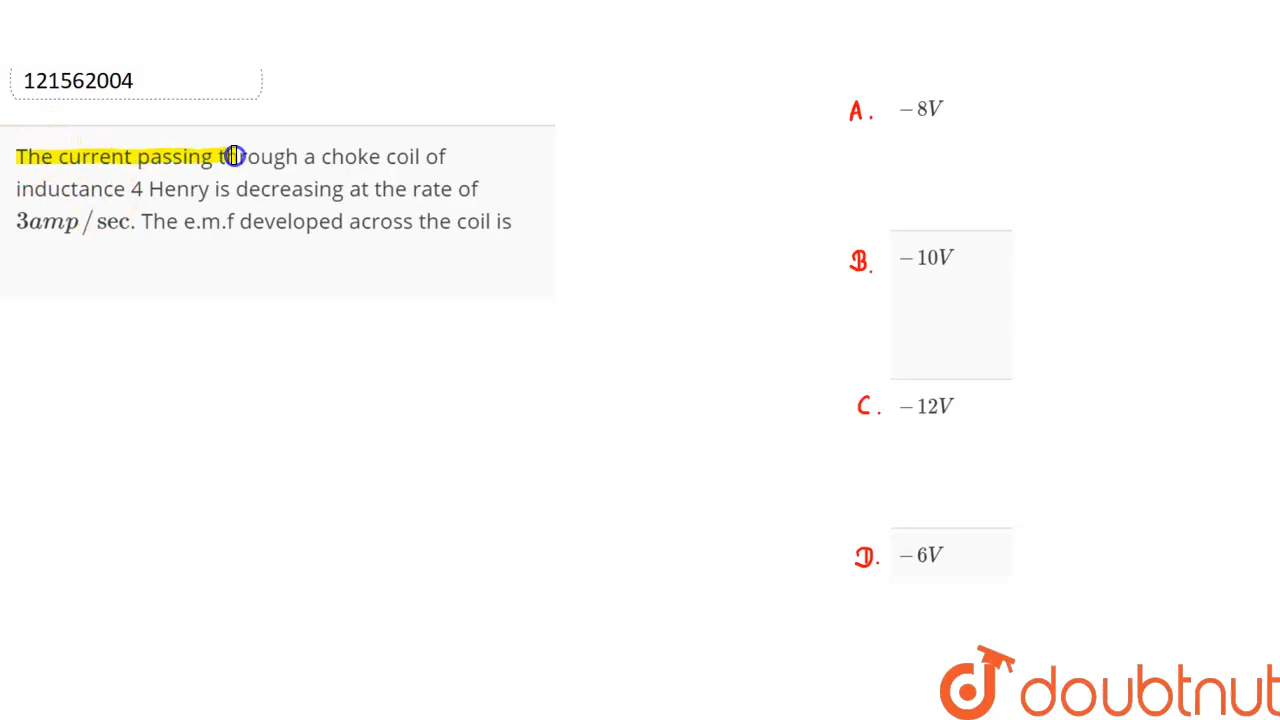 121562004
The current passing through a choke coil of
inductance 4 Henry is decreasing at the rate of
3amp/sec. The e.m.f developed across the coil is
A. −8V
B. −10V
C. −12V
D. −6V
doubtnut